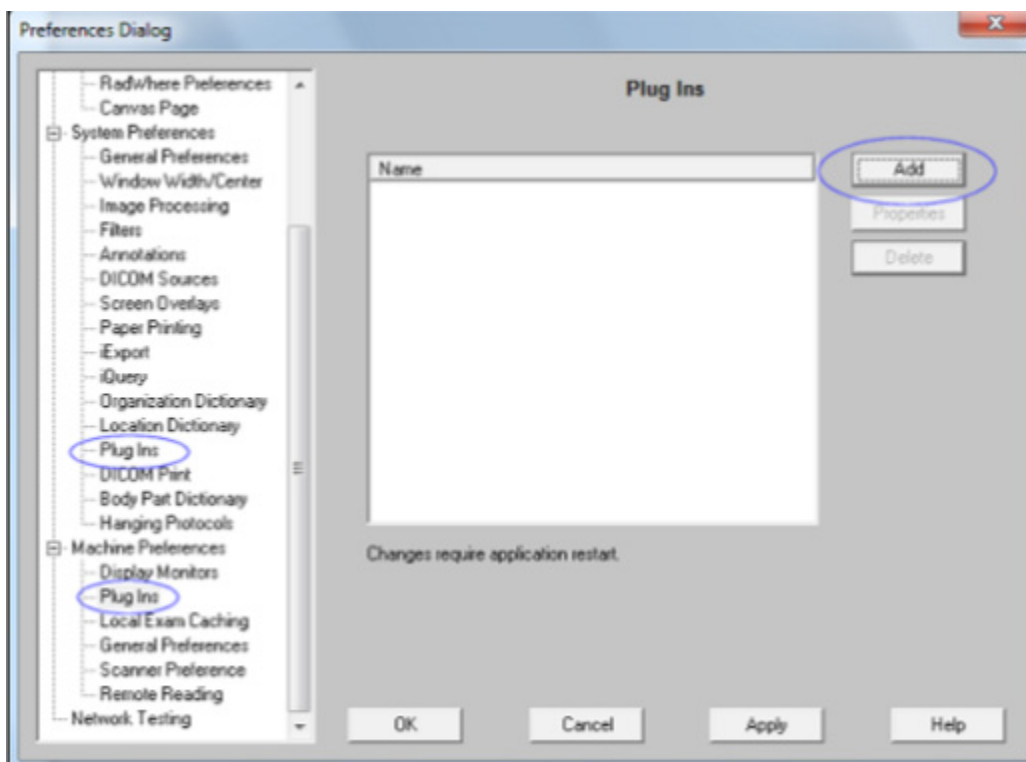 Preferences Dialog
RadWhere Preferences
Canvas Page
System Preferences
General Preferences
Window Width/Center
Image Processing
Filters
Annotations
DICOM Sources
Screen Overlays
Paper Printing
iExport
iQuery
Organization Dictionary
Location Dictionary
Plug Ins
DICOM Print
Body Part Dictionary
Hanging Protocols
Machine Preferences
Display Monitors
Plug Ins
Local Exam Caching
General Preferences
Scanner Preference
Remote Reading
Network Testing
Plug Ins
Name
Add
Properties
Delete
Changes require application restart.
OK
Cancel
Apply
Help